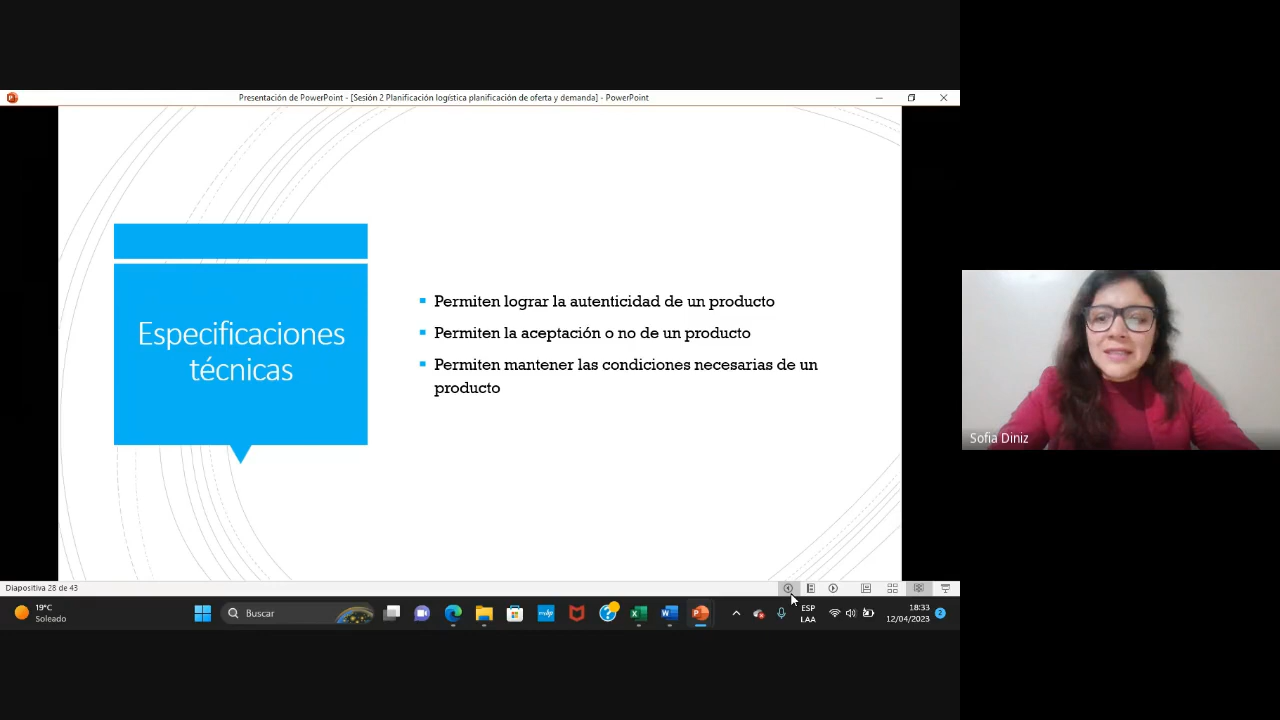 Presentación de PowerPoint - [Sesión 2 Planificación logística planificación de oferta y demanda] - PowerPoint
Especificaciones
técnicas
Permiten lograr la autenticidad de un producto
Permiten la aceptación o no de un producto
Permiten mantener las condiciones necesarias de un
producto
Sofia Diniz
Diapositiva 28 de 43
19°C
Soleado
Buscar
ESP
LAA
18:33
12/04/2023
2